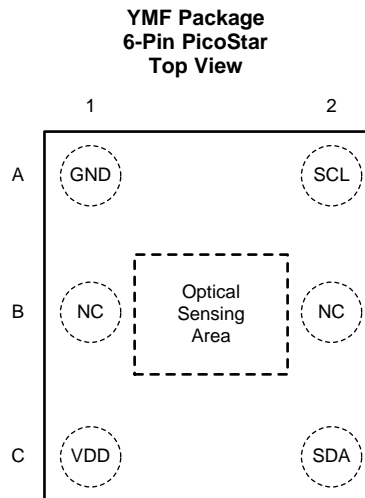 YMF Package
6-Pin PicoStar
Top View
1 2
A GND SCL
B NC Optical Sensing Area NC
C VDD SDA